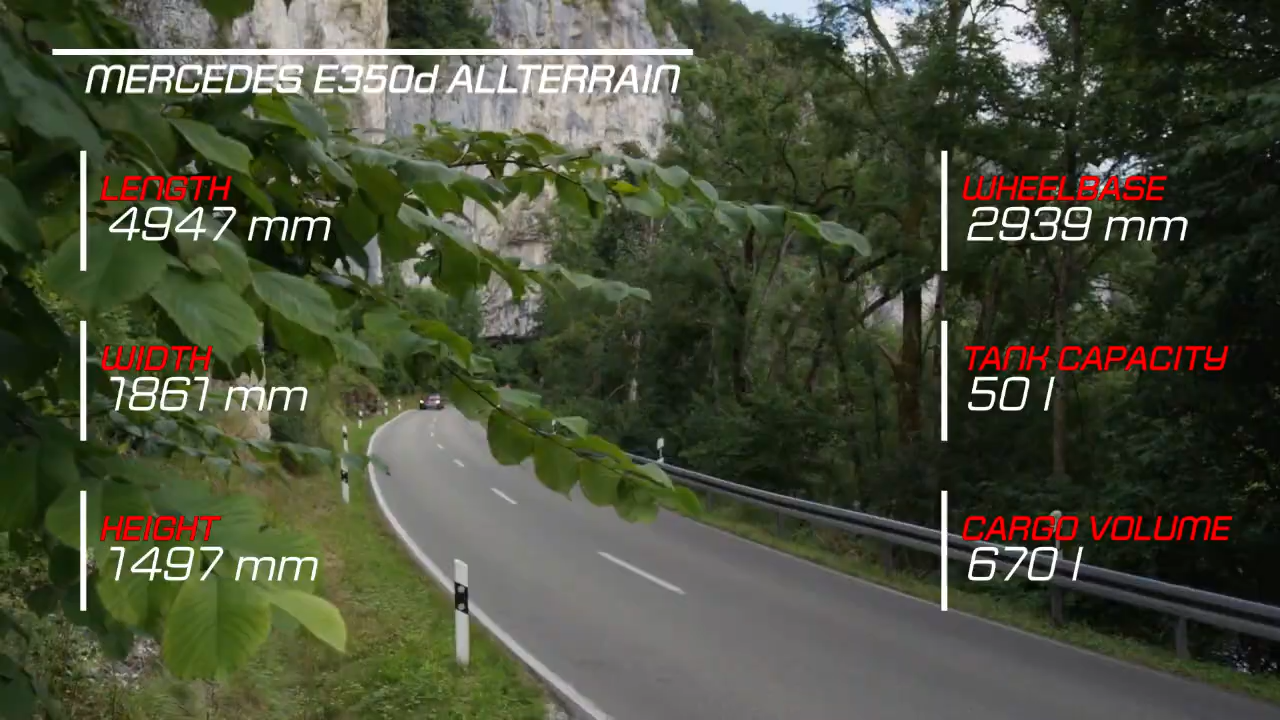 MERCEDES E350d ALLTERRAIN
LENGTH
4947 mm
WIDTH
1861 mm
HEIGHT
1497 mm
WHEELBASE
2939 mm
TANK CAPACITY
50 l
CARGO VOLUME
670 l